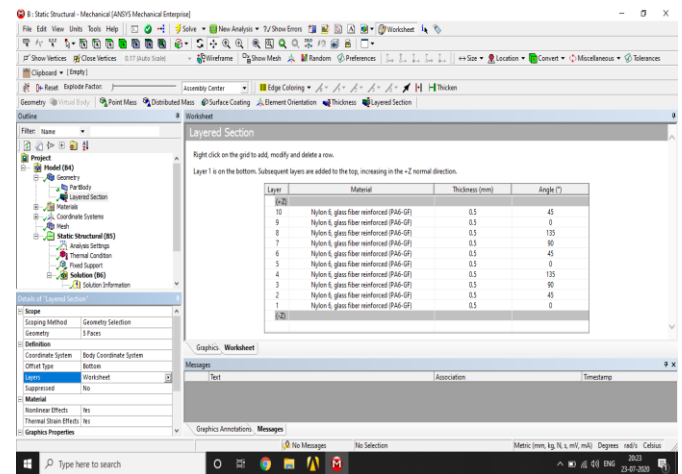 B : Static Structural - Mechanical [ANSYS Mechanical Enterprise]
File Edit View Units Tools Help Solve New Analysis ?/ Show Errors Worksheet
Show Vertices Close Vertices 0.17 (Auto Scale) Wireframe Show Mesh Random Preferences Size Location Convert Miscellaneous Tolerances
Clipboard [Empty]
Reset Explode Factor: Assembly Center Edge Coloring Thicken
Geometry Virtual Body Point Mass Distributed Mass Surface Coating Element Orientation Thickness Layered Section
Outline
Filter: Name
Project
Model (B4)
Geometry
PartBody
Layered Section
Materials
Coordinate Systems
Mesh
Static Structural (B5)
Analysis Settings
Thermal Condition
Fixed Support
Solution (B6)
Solution Information
Details of "Layered Section"
Scope
Scoping Method Geometry Selection
Geometry 5 Faces
Definition
Coordinate System Body Coordinate System
Offset Type Bottom
Layers Worksheet
Suppressed No
Material
Nonlinear Effects Yes
Thermal Strain Effects Yes
Graphics Properties
Worksheet
Layered Section
Right click on the grid to add, modify and delete a row.
Layer 1 is on the bottom. Subsequent layers are added to the top, increasing in the +Z normal direction.
Layer Material Thickness (mm) Angle (°)
(+Z)
10 Nylon 6, glass fiber reinforced (PA6-GF) 0.5 45
9 Nylon 6, glass fiber reinforced (PA6-GF) 0.5 0
8 Nylon 6, glass fiber reinforced (PA6-GF) 0.5 135
7 Nylon 6, glass fiber reinforced (PA6-GF) 0.5 90
6 Nylon 6, glass fiber reinforced (PA6-GF) 0.5 45
5 Nylon 6, glass fiber reinforced (PA6-GF) 0.5 0
4 Nylon 6, glass fiber reinforced (PA6-GF) 0.5 135
3 Nylon 6, glass fiber reinforced (PA6-GF) 0.5 90
2 Nylon 6, glass fiber reinforced (PA6-GF) 0.5 45
1 Nylon 6, glass fiber reinforced (PA6-GF) 0.5 0
(-Z)
Graphics Worksheet
Messages
Text Association Timestamp
Graphics Annotations Messages
No Messages No Selection Metric (mm, kg, N, s, mV, mA) Degrees rad/s Celsius
Type here to search
ENG
20:23
23-07-2020